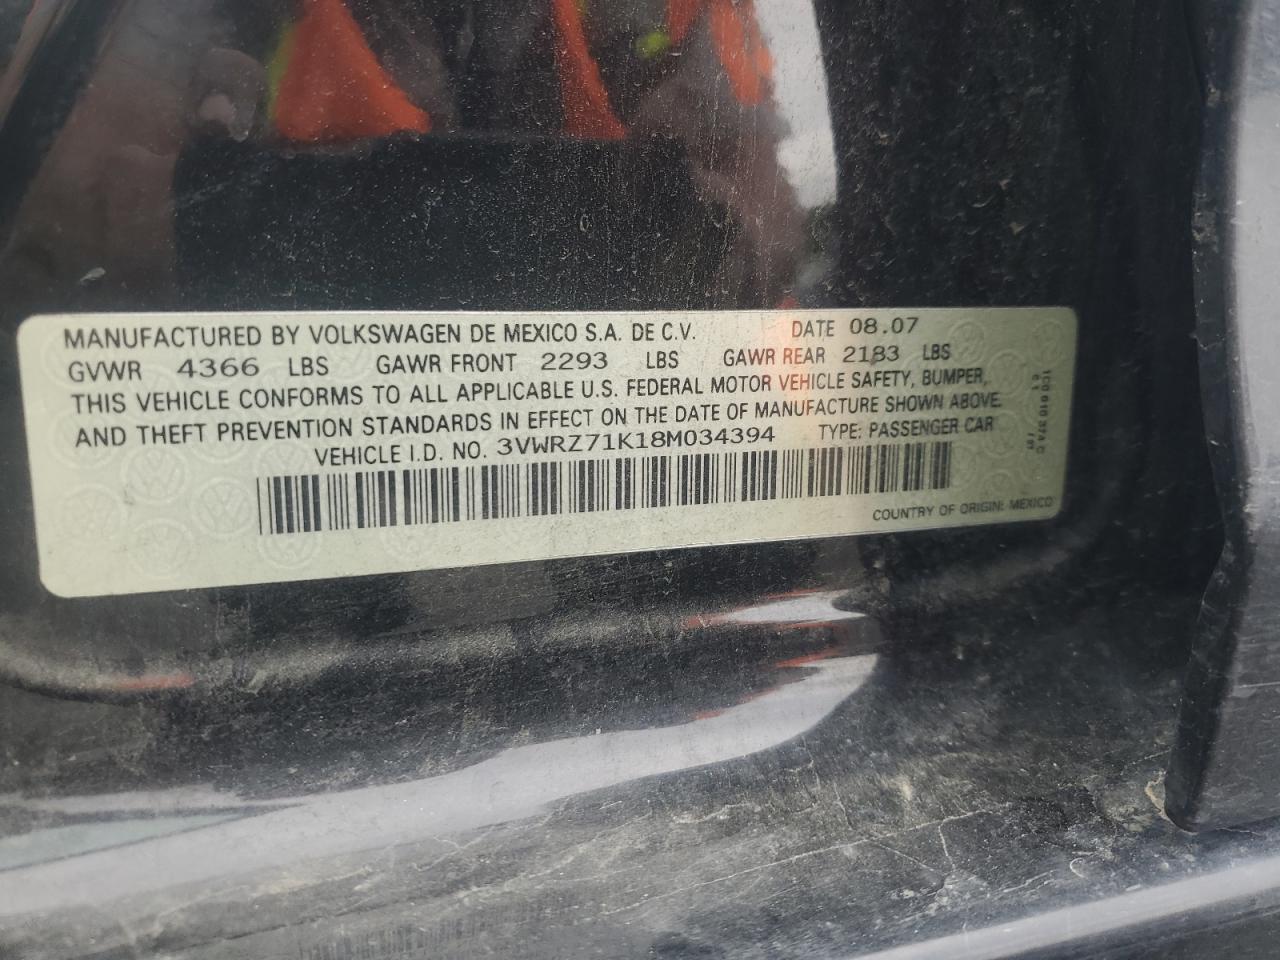 MANUFACTURED BY VOLKSWAGEN DE MEXICO S.A. DE C.V. DATE 08.07
GVWR 4366 LBS GAWR FRONT 2293 LBS GAWR REAR 2183 LBS
THIS VEHICLE CONFORMS TO ALL APPLICABLE U.S. FEDERAL MOTOR VEHICLE SAFETY, BUMPER,
AND THEFT PREVENTION STANDARDS IN EFFECT ON THE DATE OF MANUFACTURE SHOWN ABOVE.
VEHICLE I.D. NO. 3VWRZ71K18M034394 TYPE: PASSENGER CAR
COUNTRY OF ORIGIN: MEXICO